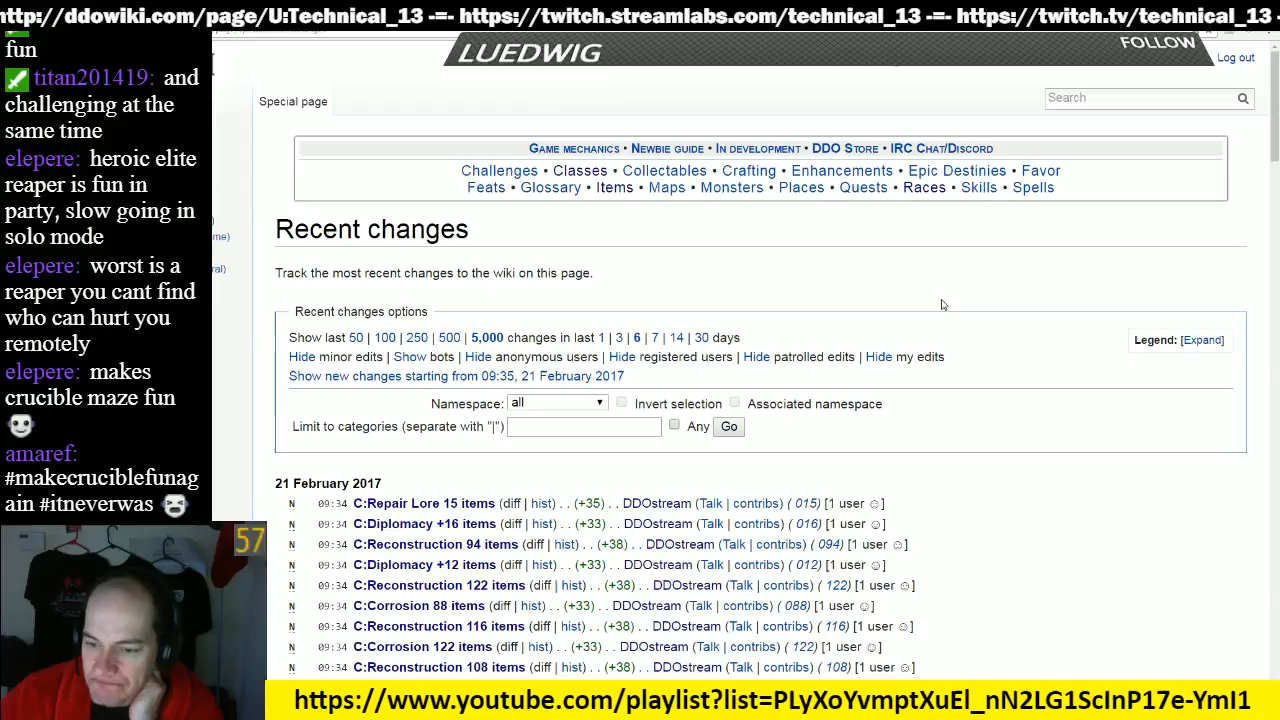 http://ddowiki.com/page/U:Technical_13 -=- https://twitch.streamlabs.com/technical_13 -=- https://twitch.tv/technical_13 -
fun
titan201419: and
challenging at the
same time
elepere: heroic elite
reaper is fun in
party, slow going in
solo mode
elepere: worst is a
reaper you cant find
who can hurt you
remotely
elepere: makes
crucible maze fun
amaref:
#makecruciblefunag
ain #itneverwas
57
LUEDWIG
FOLLOW
Log out
Special page
Search
me)
ral)
Game mechanics • Newbie guide • In development • DDO Store • IRC Chat/Discord
Challenges • Classes • Collectables • Crafting • Enhancements • Epic Destinies • Favor
Feats • Glossary • Items • Maps • Monsters • Places • Quests • Races • Skills • Spells
Recent changes
Track the most recent changes to the wiki on this page.
Recent changes options
Show last 50 | 100 | 250 | 500 | 5,000 changes in last 1 | 3 | 6 | 7 | 14 | 30 days
Legend: [Expand]
Hide minor edits | Show bots | Hide anonymous users | Hide registered users | Hide patrolled edits | Hide my edits
Show new changes starting from 09:35, 21 February 2017
Namespace: all Invert selection Associated namespace
Limit to categories (separate with "|") Any Go
21 February 2017
N 09:34 C:Repair Lore 15 items (diff | hist) . . (+35) . . DDOstream (Talk | contribs) ( 015) [1 user ☺]
N 09:34 C:Diplomacy +16 items (diff | hist) . . (+33) . . DDOstream (Talk | contribs) ( 016) [1 user ☺]
N 09:34 C:Reconstruction 94 items (diff | hist) . . (+38) . . DDOstream (Talk | contribs) ( 094) [1 user ☺]
N 09:34 C:Diplomacy +12 items (diff | hist) . . (+33) . . DDOstream (Talk | contribs) ( 012) [1 user ☺]
N 09:34 C:Reconstruction 122 items (diff | hist) . . (+38) . . DDOstream (Talk | contribs) ( 122) [1 user ☺]
N 09:34 C:Corrosion 88 items (diff | hist) . . (+33) . . DDOstream (Talk | contribs) ( 088) [1 user ☺]
N 09:34 C:Reconstruction 116 items (diff | hist) . . (+38) . . DDOstream (Talk | contribs) ( 116) [1 user ☺]
N 09:34 C:Corrosion 122 items (diff | hist) . . (+33) . . DDOstream (Talk | contribs) ( 122) [1 user ☺]
N 09:34 C:Reconstruction 108 items (diff | hist) . . (+38) . . DDOstream (Talk | contribs) ( 108) [1 user ☺]
https://www.youtube.com/playlist?list=PLyXoYvmptXuEl_nN2LG1ScInP17e-YmI1